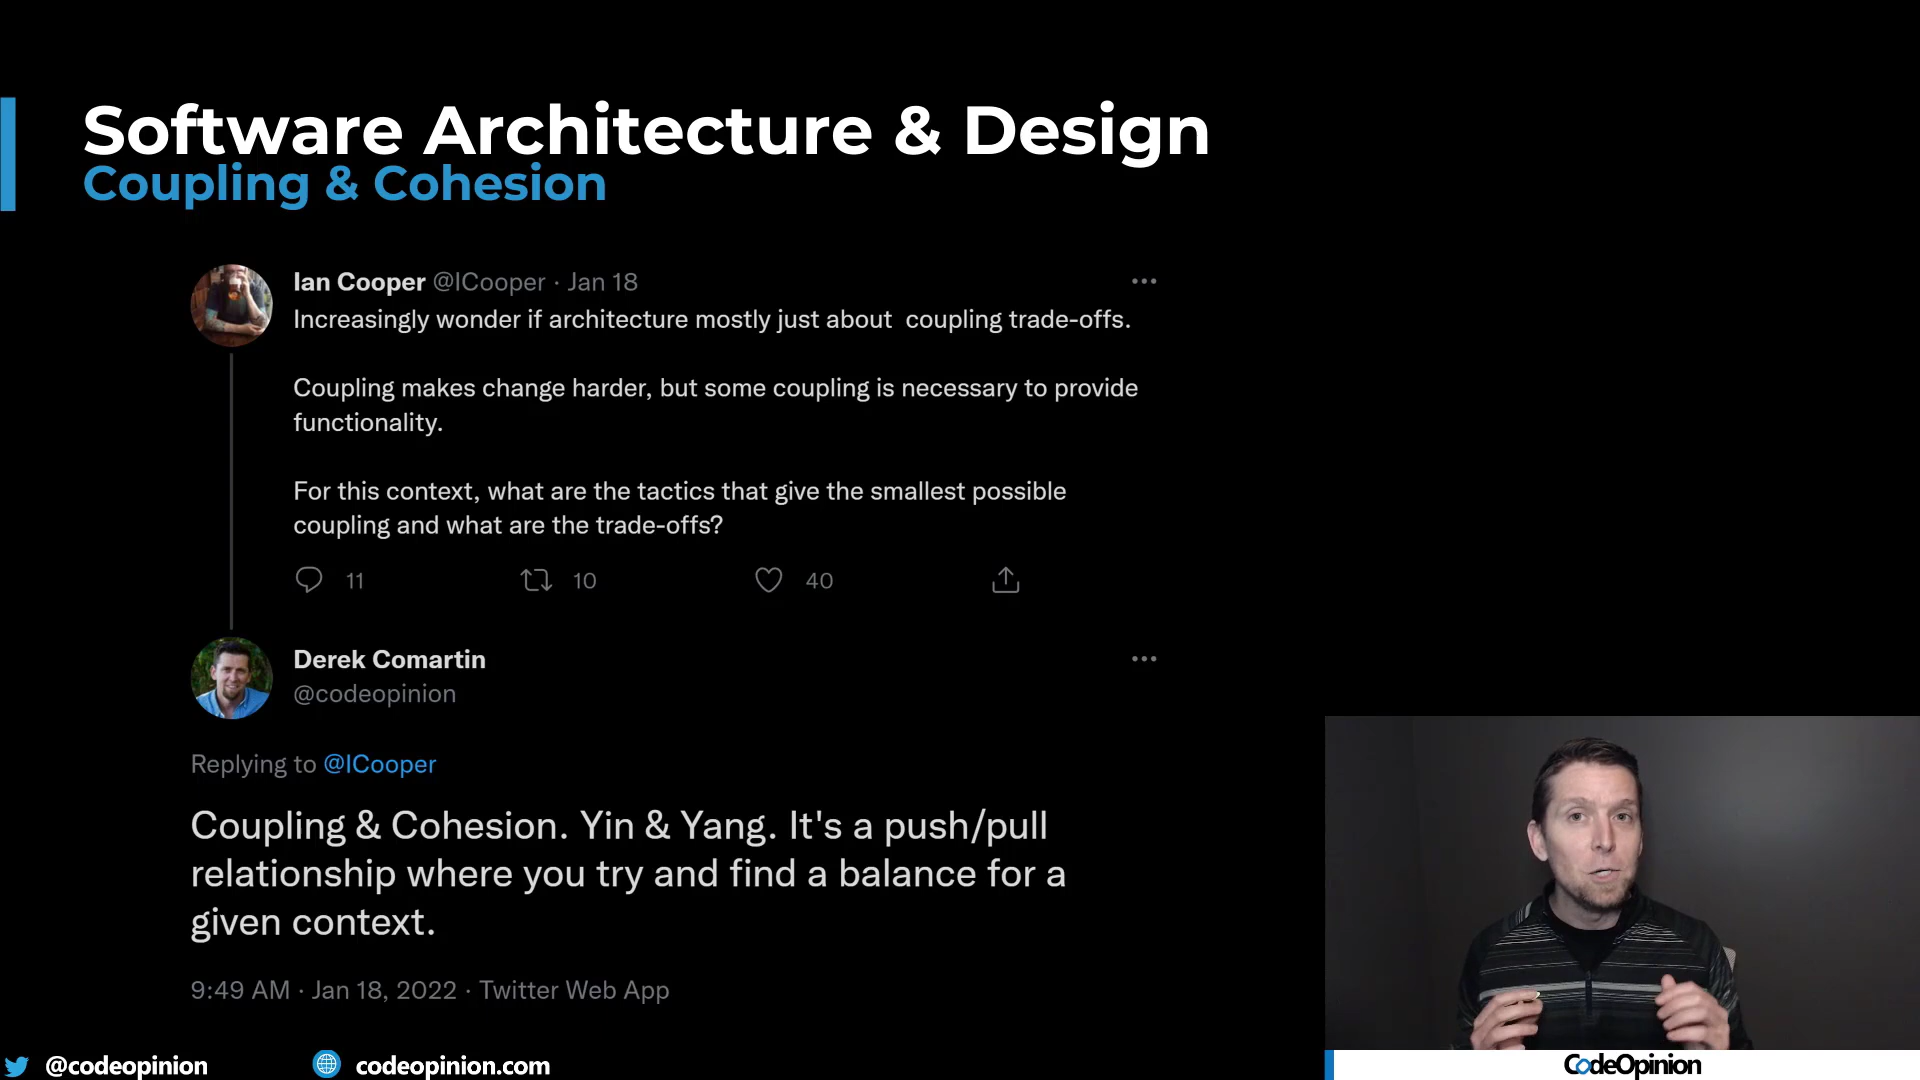 Software Architecture & Design
Coupling & Cohesion
Ian Cooper @ICooper · Jan 18
Increasingly wonder if architecture mostly just about  coupling trade-offs.
Coupling makes change harder, but some coupling is necessary to provide
functionality.
For this context, what are the tactics that give the smallest possible
coupling and what are the trade-offs?
11 10 40
Derek Comartin
@codeopinion
Replying to @ICooper
Coupling & Cohesion. Yin & Yang. It's a push/pull
relationship where you try and find a balance for a
given context.
9:49 AM · Jan 18, 2022 · Twitter Web App
@codeopinion codeopinion.com
CodeOpinion